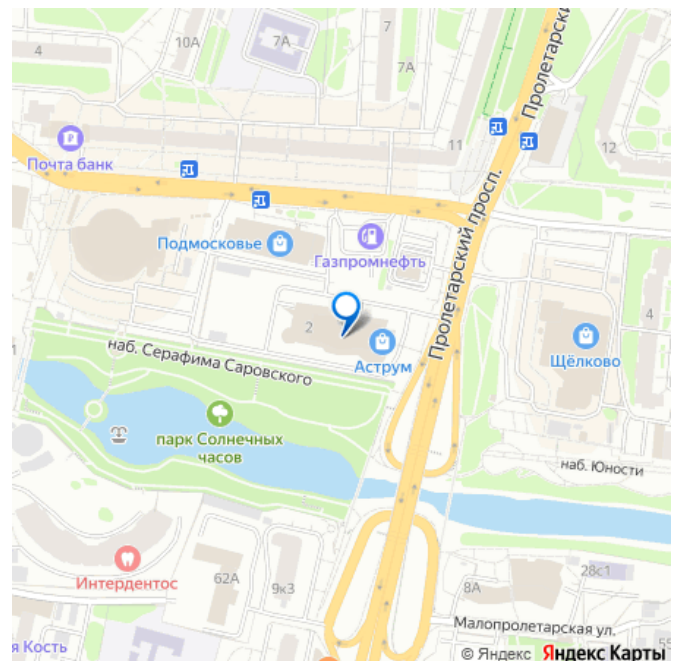 4
10А
7А
7
7А
Пролетарский
11
12
Почта банк
Пролетарский просп.
Подмосковье
Газпромнефть
2
4
наб. Серафима Саровского
Аструм
Щёлково
парк Солнечных
часов
наб. Юности
Интердентос
62А
9к3
8А
28с1
Малопролетарская ул.
я Кость
© Яндекс Яндекс Карты